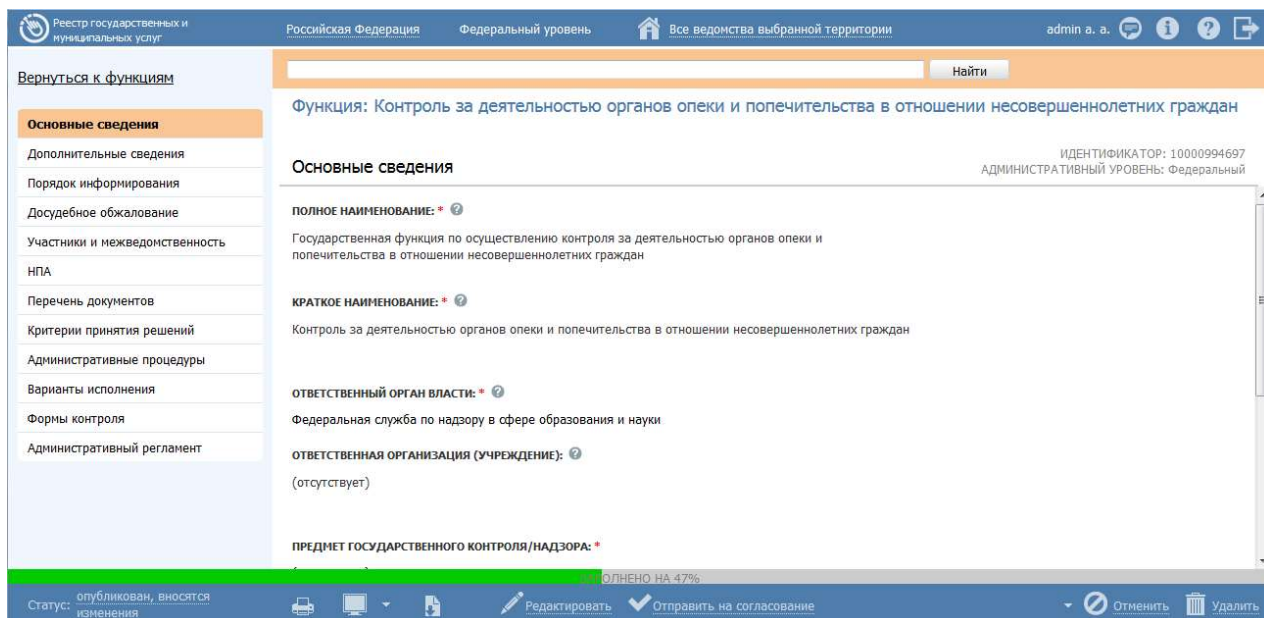 Реестр государственных и
муниципальных услуг
Российская Федерация
Федеральный уровень
Все ведомства выбранной территории
admin a. a.
Вернуться к функциям
Найти
Основные сведения
Дополнительные сведения
Порядок информирования
Досудебное обжалование
Участники и межведомственность
НПА
Перечень документов
Критерии принятия решений
Административные процедуры
Варианты исполнения
Формы контроля
Административный регламент
Функция: Контроль за деятельностью органов опеки и попечительства в отношении несовершеннолетних граждан
Основные сведения
ИДЕНТИФИКАТОР: 10000994697
АДМИНИСТРАТИВНЫЙ УРОВЕНЬ: Федеральный
ПОЛНОЕ НАИМЕНОВАНИЕ: *
Государственная функция по осуществлению контроля за деятельностью органов опеки и
попечительства в отношении несовершеннолетних граждан
КРАТКОЕ НАИМЕНОВАНИЕ: *
Контроль за деятельностью органов опеки и попечительства в отношении несовершеннолетних граждан
ОТВЕТСТВЕННЫЙ ОРГАН ВЛАСТИ: *
Федеральная служба по надзору в сфере образования и науки
ОТВЕТСТВЕННАЯ ОРГАНИЗАЦИЯ (УЧРЕЖДЕНИЕ):
(отсутствует)
ПРЕДМЕТ ГОСУДАРСТВЕННОГО КОНТРОЛЯ/НАДЗОРА: *
ЗАПОЛНЕНО НА 47%
Статус: опубликован, вносятся
изменения
Редактировать
Отправить на согласование
Отменить
Удалить